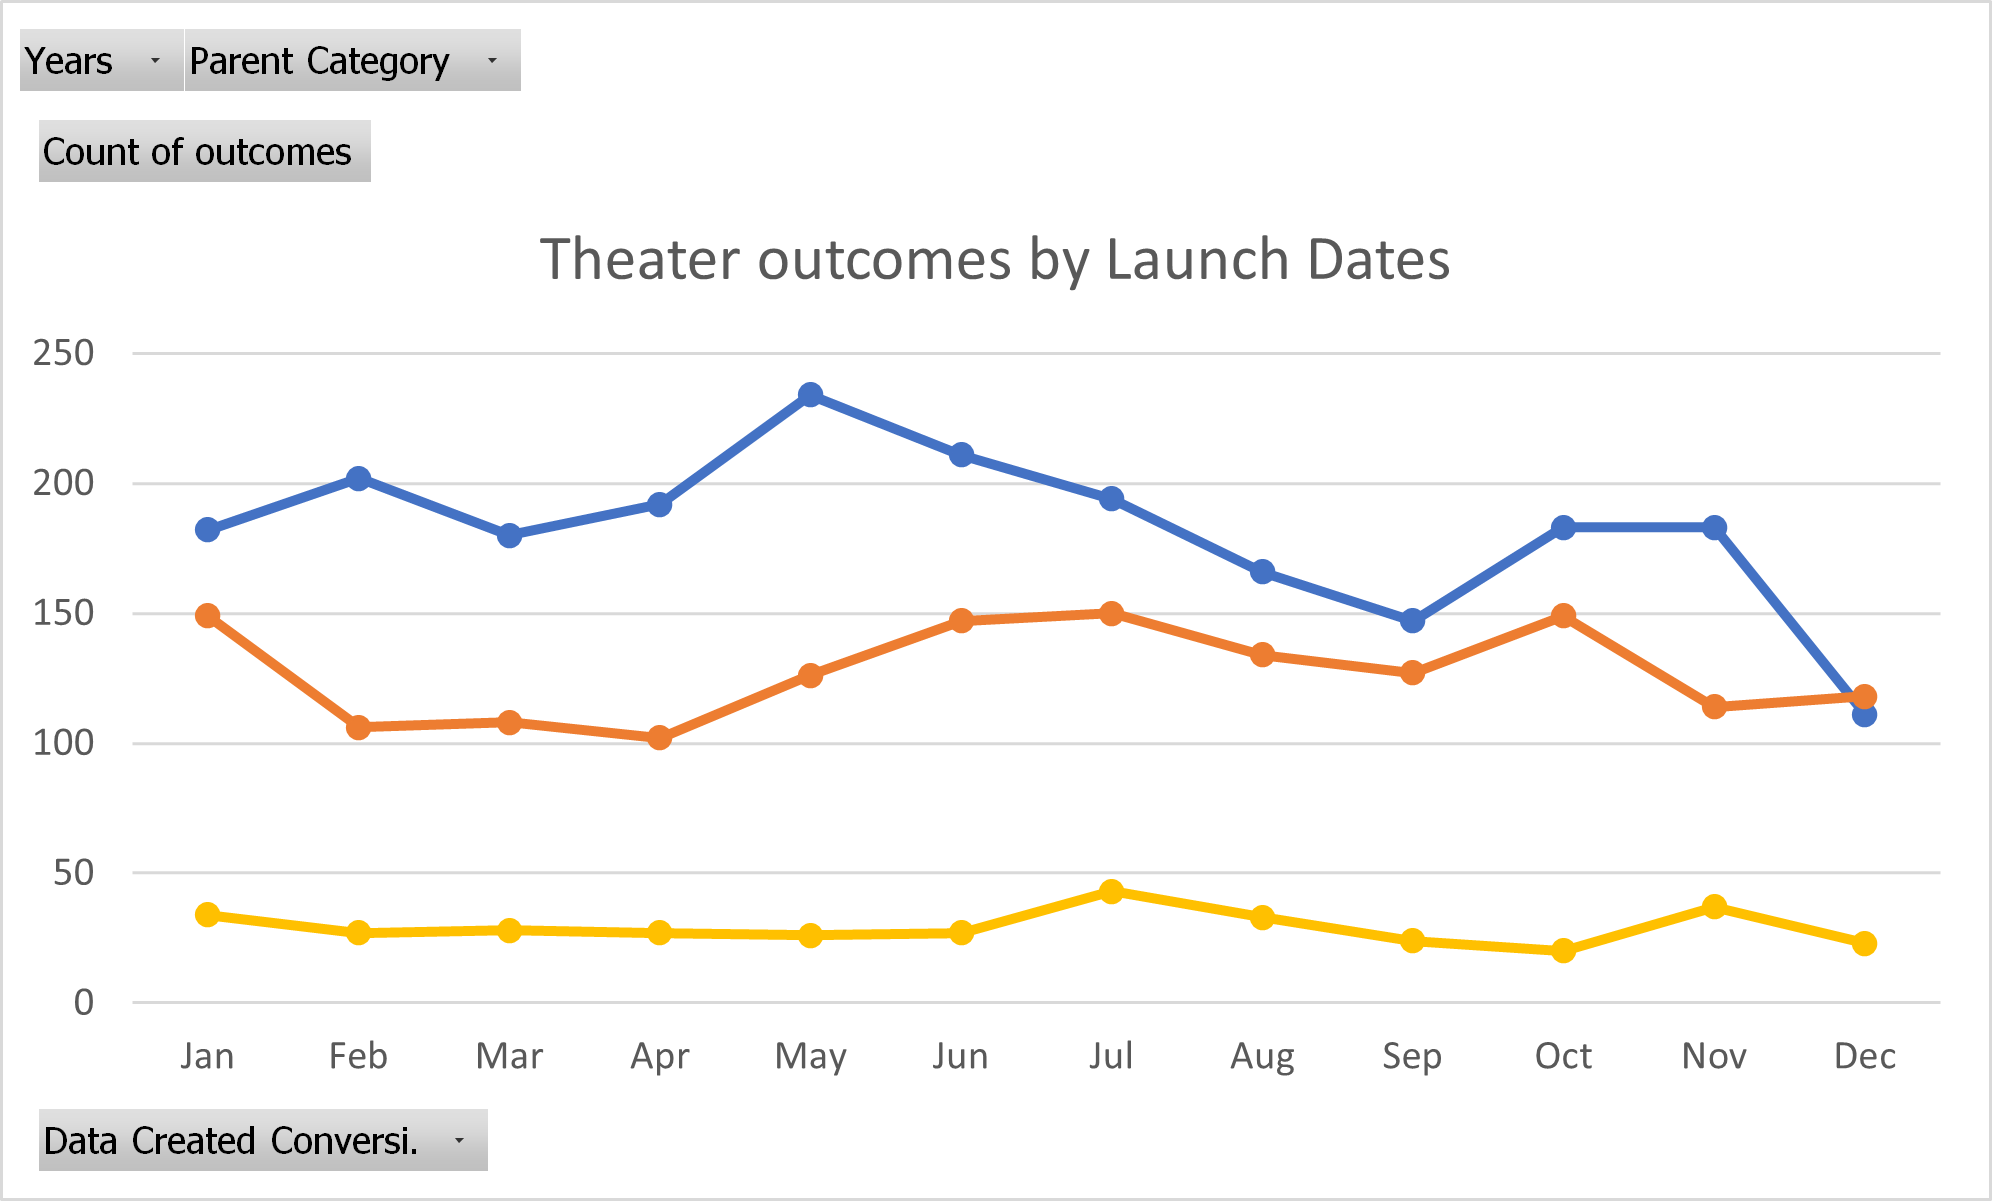 Years Parent Category
Count of outcomes
Theater outcomes by Launch Dates
250
200
150
100
50
0
Jan Feb Mar Apr May Jun Jul Aug Sep Oct Nov Dec
Data Created Conversi.